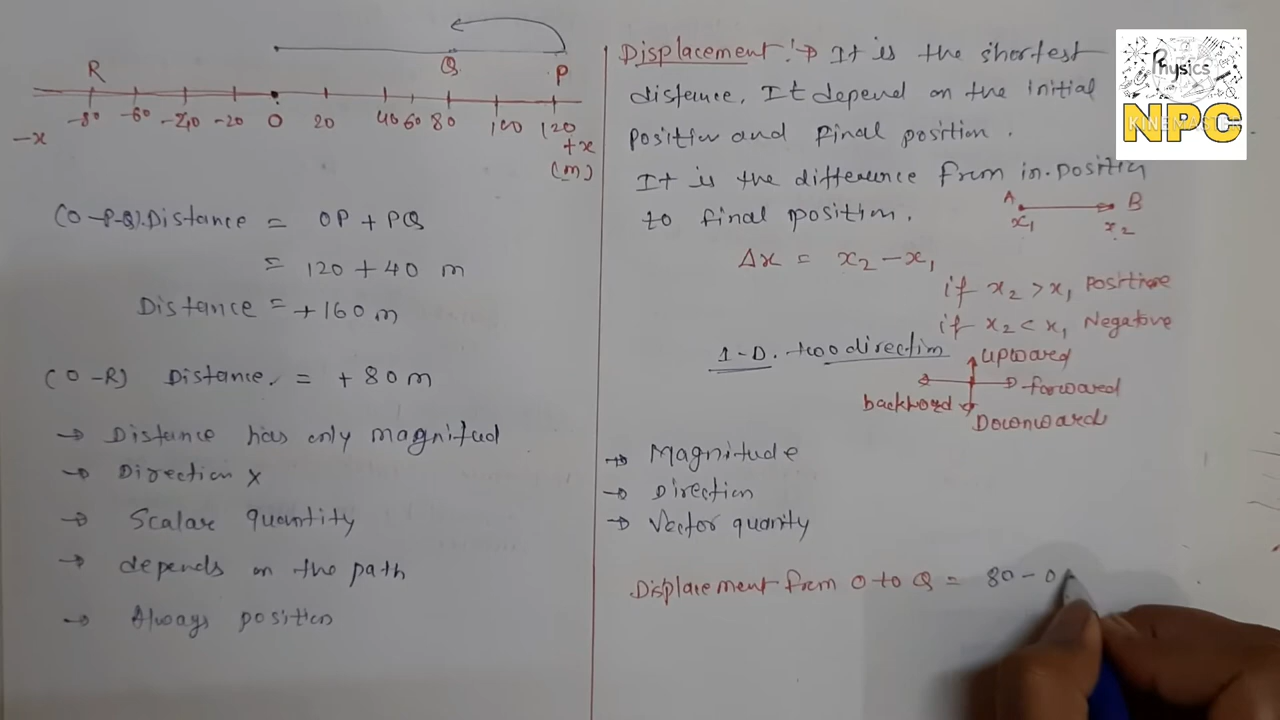 R Q P
-80 -60 -40 -20 0 20 40 60 80 100 120
-x +x
(m)
(O-P-Q). Distance = OP + PQ
= 120 + 40 m
Distance = +160 m
(O-R) Distance. = + 80 m
→ Distance has only magnitud
→ Direction X
→ Scalar quantity
→ depends on the path
→ Always position
Displacement :→ It is the shortest
distance. It depend on the initial
position and final position.
It is the difference from in.position
to final position.
A B
x₁ x₂
Δx = x₂ - x₁
if x₂ > x₁ Positive
if x₂ < x₁ Negative
1-D. two direction
upward
forward
backward
Downward
→ Magnitude
→ Direction
→ Vector quantity
Displacement from O to Q = 80 - 0
Physics
NPC
KINEMASTER